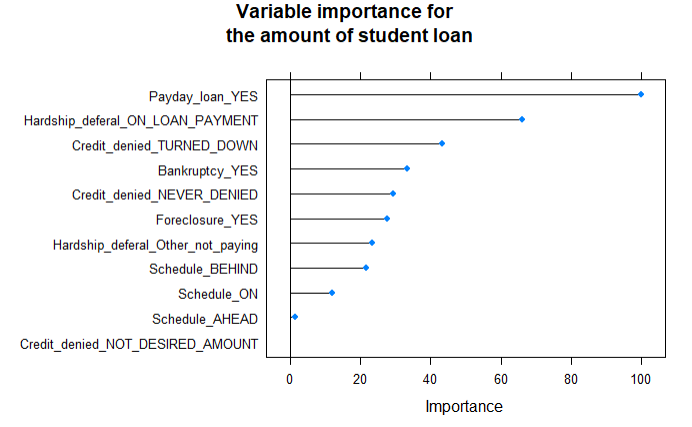 Variable importance for
the amount of student loan
Payday_loan_YES
Hardship_deferal_ON_LOAN_PAYMENT
Credit_denied_TURNED_DOWN
Bankruptcy_YES
Credit_denied_NEVER_DENIED
Foreclosure_YES
Hardship_deferal_Other_not_paying
Schedule_BEHIND
Schedule_ON
Schedule_AHEAD
Credit_denied_NOT_DESIRED_AMOUNT
0 20 40 60 80 100
Importance